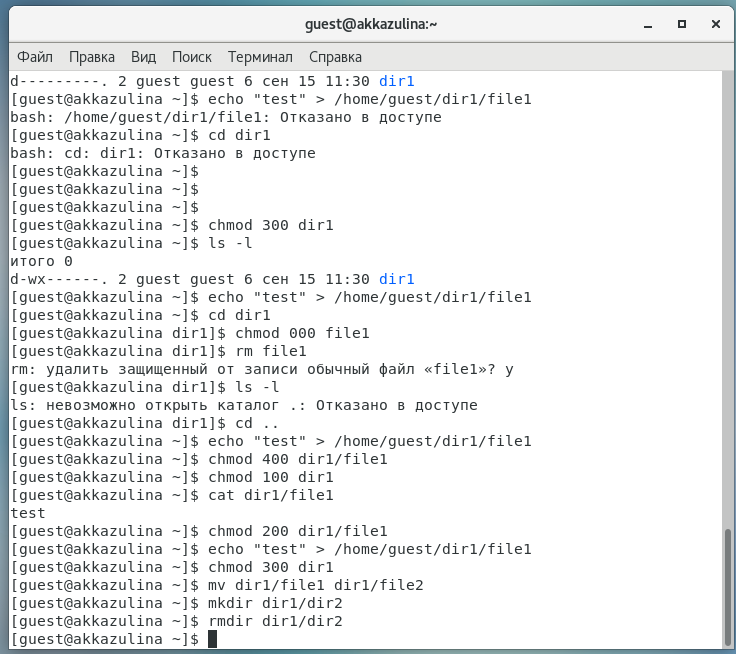 guest@akkazulina:~
Файл Правка Вид Поиск Терминал Справка
d---------. 2 guest guest 6 сен 15 11:30 dir1
[guest@akkazulina ~]$ echo "test" > /home/guest/dir1/file1
bash: /home/guest/dir1/file1: Отказано в доступе
[guest@akkazulina ~]$ cd dir1
bash: cd: dir1: Отказано в доступе
[guest@akkazulina ~]$
[guest@akkazulina ~]$
[guest@akkazulina ~]$
[guest@akkazulina ~]$ chmod 300 dir1
[guest@akkazulina ~]$ ls -l
итого 0
d-wx------. 2 guest guest 6 сен 15 11:30 dir1
[guest@akkazulina ~]$ echo "test" > /home/guest/dir1/file1
[guest@akkazulina ~]$ cd dir1
[guest@akkazulina dir1]$ chmod 000 file1
[guest@akkazulina dir1]$ rm file1
rm: удалить защищенный от записи обычный файл «file1»? y
[guest@akkazulina dir1]$ ls -l
ls: невозможно открыть каталог .: Отказано в доступе
[guest@akkazulina dir1]$ cd ..
[guest@akkazulina ~]$ echo "test" > /home/guest/dir1/file1
[guest@akkazulina ~]$ chmod 400 dir1/file1
[guest@akkazulina ~]$ chmod 100 dir1
[guest@akkazulina ~]$ cat dir1/file1
test
[guest@akkazulina ~]$ chmod 200 dir1/file1
[guest@akkazulina ~]$ echo "test" > /home/guest/dir1/file1
[guest@akkazulina ~]$ chmod 300 dir1
[guest@akkazulina ~]$ mv dir1/file1 dir1/file2
[guest@akkazulina ~]$ mkdir dir1/dir2
[guest@akkazulina ~]$ rmdir dir1/dir2
[guest@akkazulina ~]$